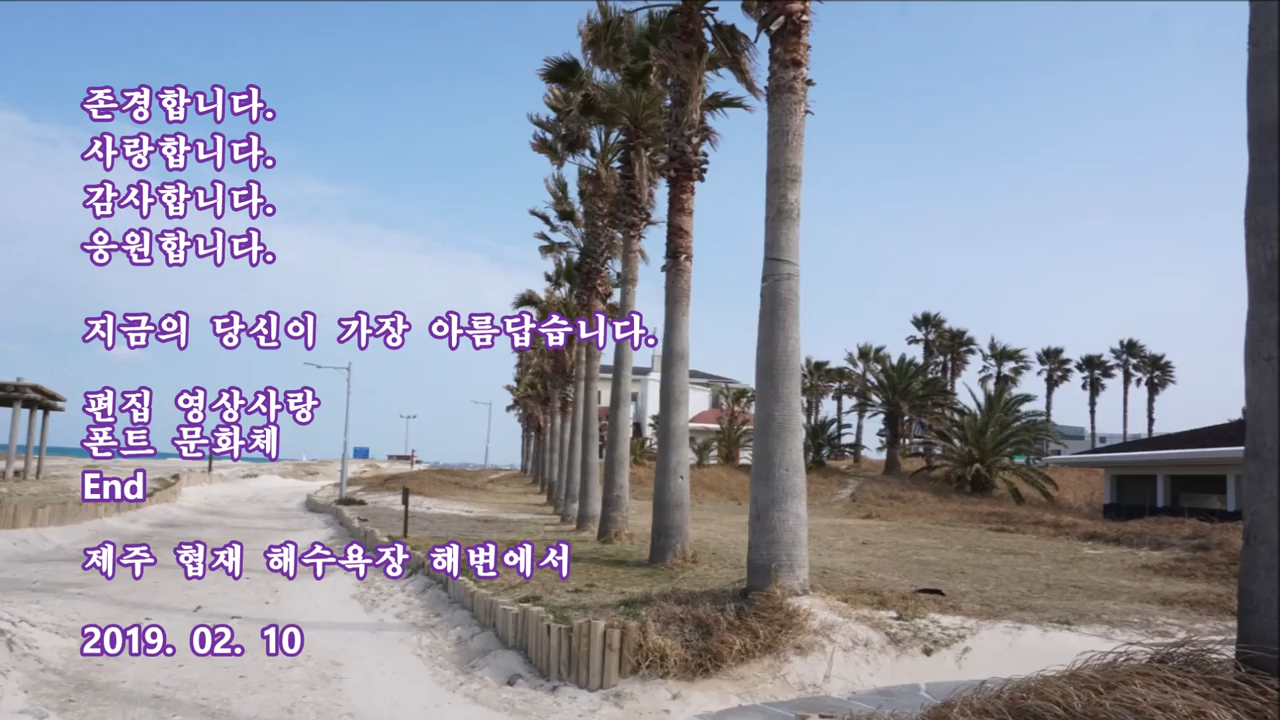 존경합니다.
사랑합니다.
감사합니다.
응원합니다.
지금의 당신이 가장 아름답습니다.
편집 영상사랑
폰트 문화체
End
제주 협재 해수욕장 해변에서
2019. 02. 10